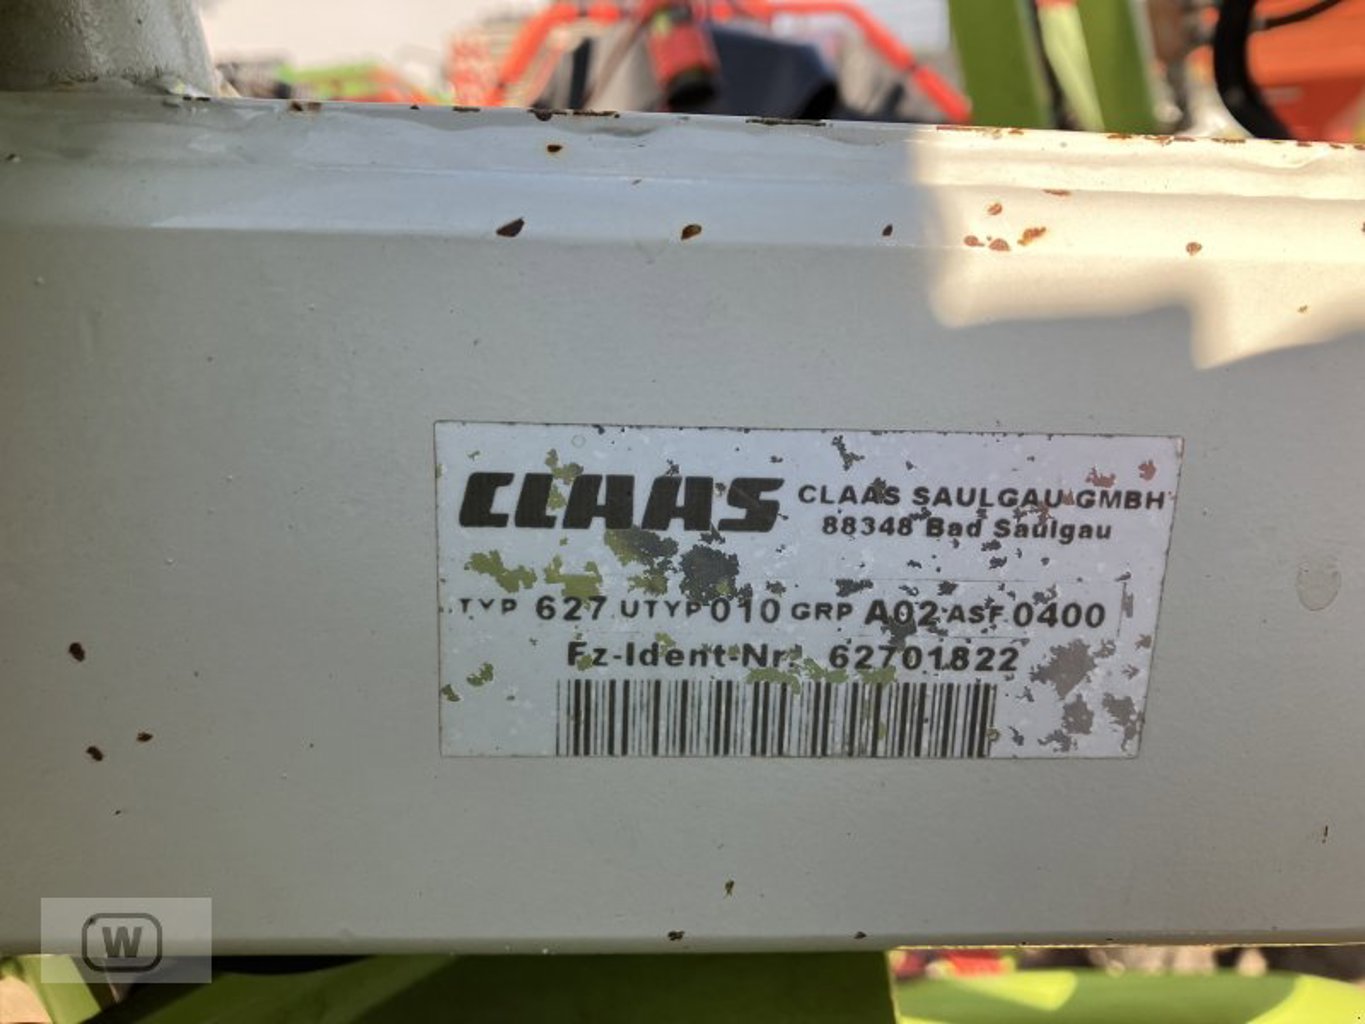 CLAAS CLAAS SAULGAU GMBH
88348 Bad Saulgau
TYP 627 UTYP 010 GRP A02 ASF 0400
Fz-Ident-Nr. 62701822
W